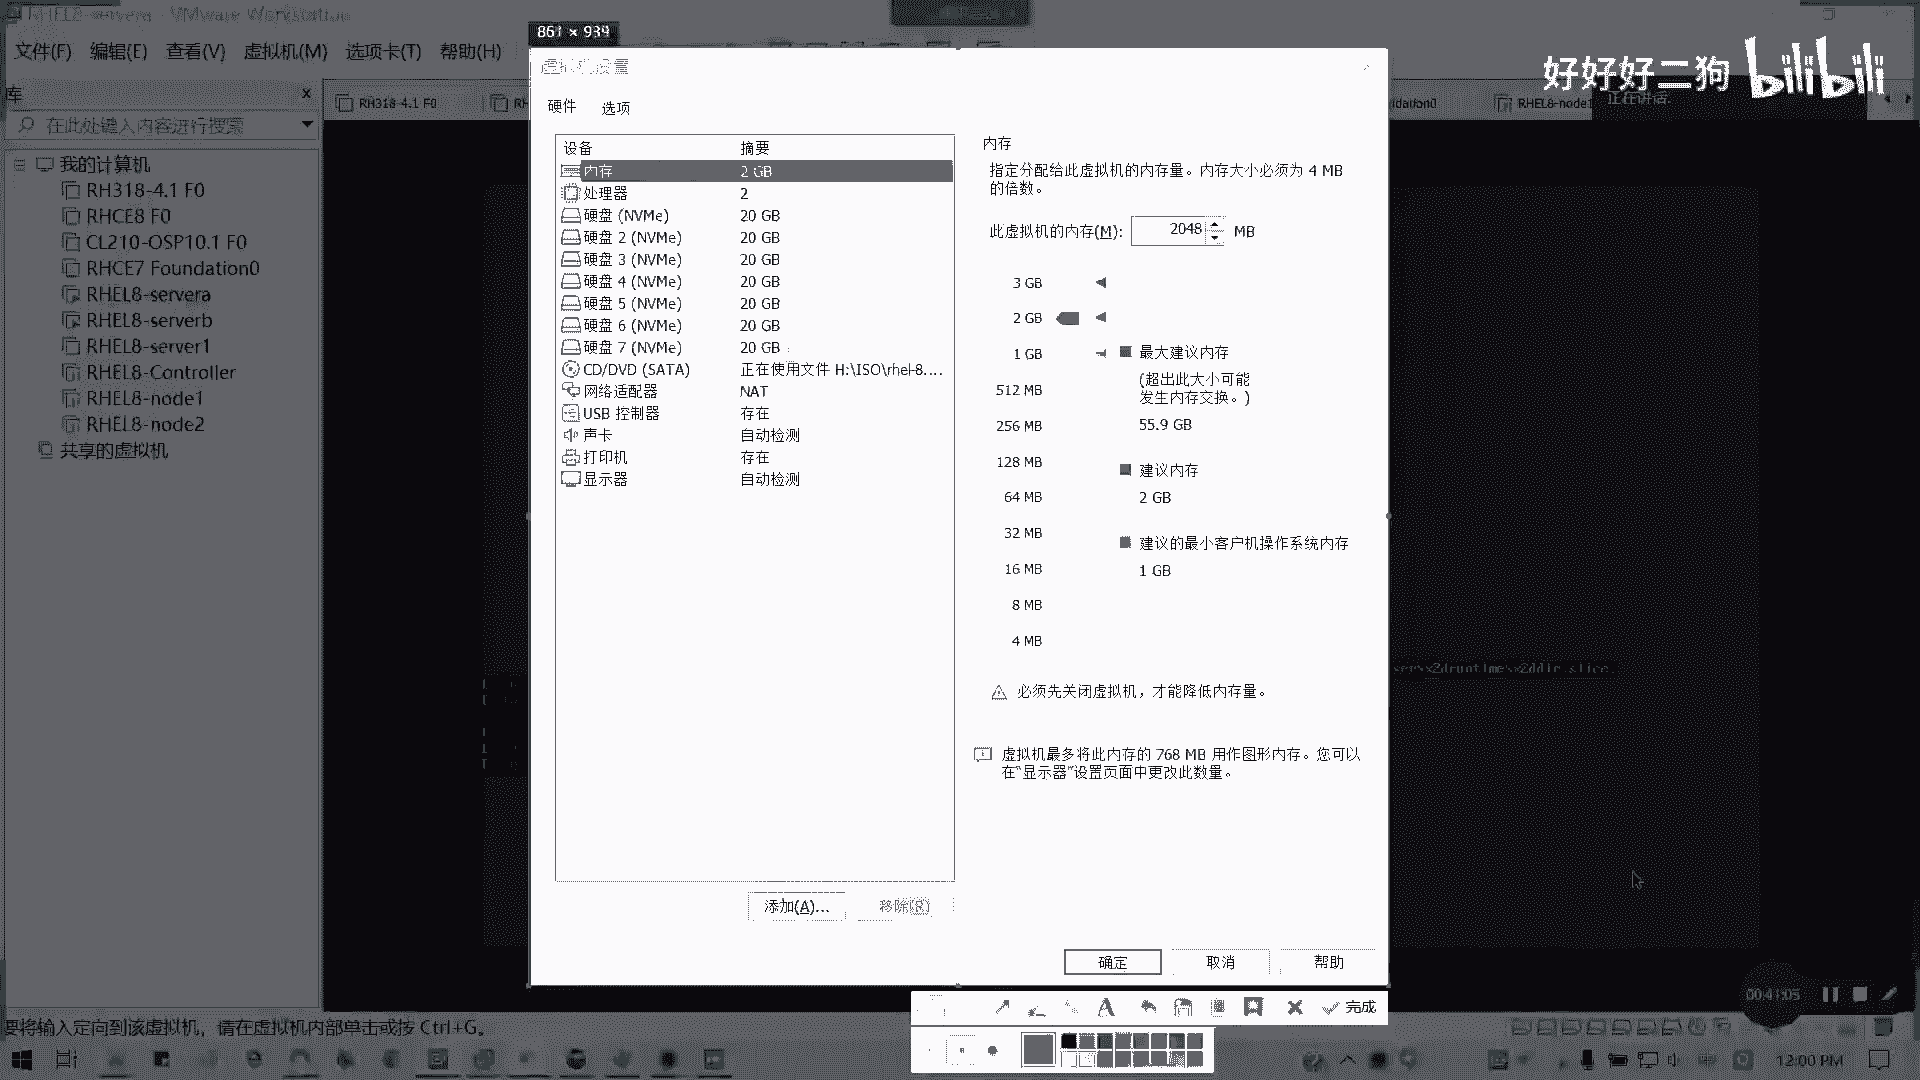 RHEL8-servera - VMware Workstation
861 × 939
文件(F) 编辑(E) 查看(V) 虚拟机(M) 选项卡(T) 帮助(H)
好好好二狗 bilibili
库
RH318-4.1 F0
RHEL8-node1
正在讲话:
在此处键入内容进行搜索
我的计算机
RH318-4.1 F0
RHCE8 F0
CL210-OSP10.1 F0
RHCE7 Foundation0
RHEL8-servera
RHEL8-serverb
RHEL8-server1
RHEL8-Controller
RHEL8-node1
RHEL8-node2
共享的虚拟机
虚拟机设置
硬件 选项
设备 摘要
内存 2 GB
处理器 2
硬盘 (NVMe) 20 GB
硬盘 2 (NVMe) 20 GB
硬盘 3 (NVMe) 20 GB
硬盘 4 (NVMe) 20 GB
硬盘 5 (NVMe) 20 GB
硬盘 6 (NVMe) 20 GB
硬盘 7 (NVMe) 20 GB
CD/DVD (SATA) 正在使用文件 H:\ISO\rhel-8....
网络适配器 NAT
USB 控制器 存在
声卡 自动检测
打印机 存在
显示器 自动检测
添加(A)... 移除(R)
内存
指定分配给此虚拟机的内存量。内存大小必须为 4 MB
的倍数。
此虚拟机的内存(M): 2048 MB
3 GB
2 GB
1 GB
512 MB
256 MB
128 MB
64 MB
32 MB
16 MB
8 MB
4 MB
最大建议内存
(超出此大小可能
发生内存交换。)
55.9 GB
建议内存
2 GB
建议的最小客户机操作系统内存
1 GB
必须先关闭虚拟机，才能降低内存量。
虚拟机最多将此内存的 768 MB 用作图形内存。您可以
在“显示器”设置页面中更改此数量。
确定 取消 帮助
完成
00:41:05
要将输入定向到该虚拟机，请在虚拟机内部单击或按 Ctrl+G。
12:00 PM